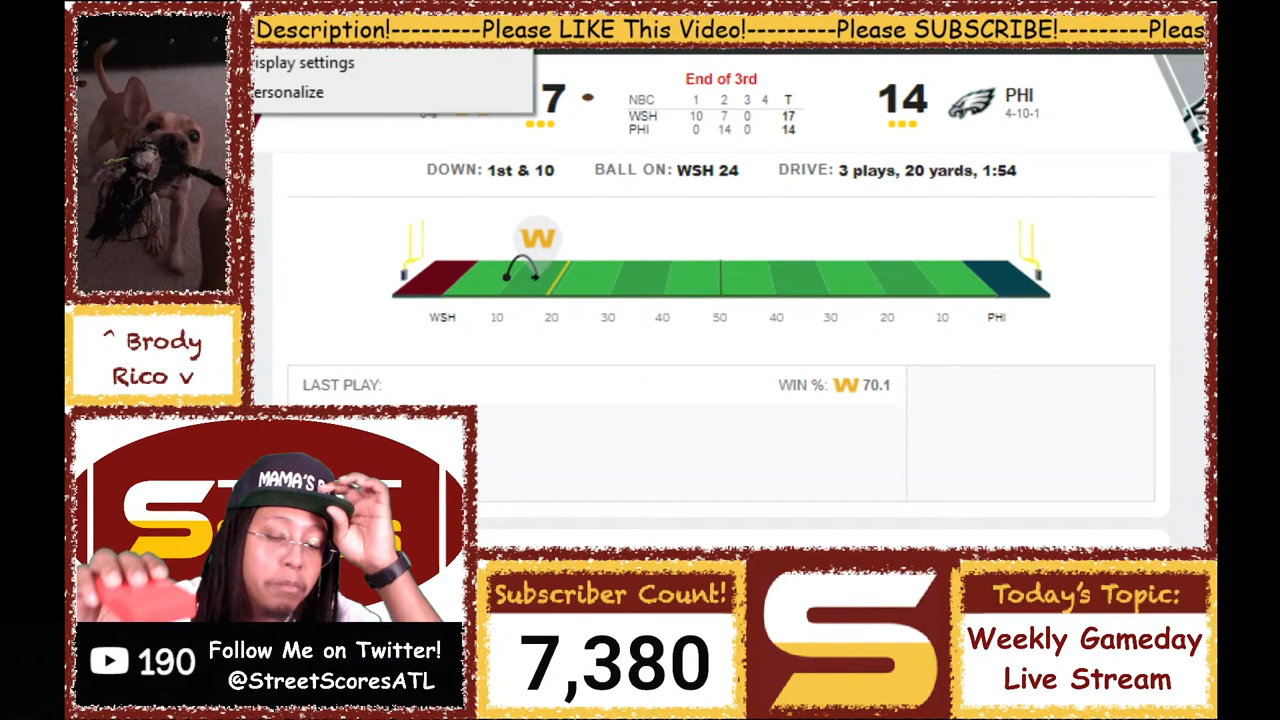 Description!---------Please LIKE This Video!---------Please SUBSCRIBE!---------Pleas
isplay settings
ersonalize
7
End of 3rd
NBC 1 2 3 4 T
WSH 10 7 0 17
PHI 0 14 0 14
14
PHI
4-10-1
DOWN: 1st & 10
BALL ON: WSH 24
DRIVE: 3 plays, 20 yards, 1:54
W
WSH 10 20 30 40 50 40 30 20 10 PHI
^ Brody
Rico v
LAST PLAY:
WIN %: W 70.1
MAMA'S
S
190
Follow Me on Twitter!
@StreetScoresATL
Subscriber Count!
7,380
S
Today's Topic:
Weekly Gameday
Live Stream